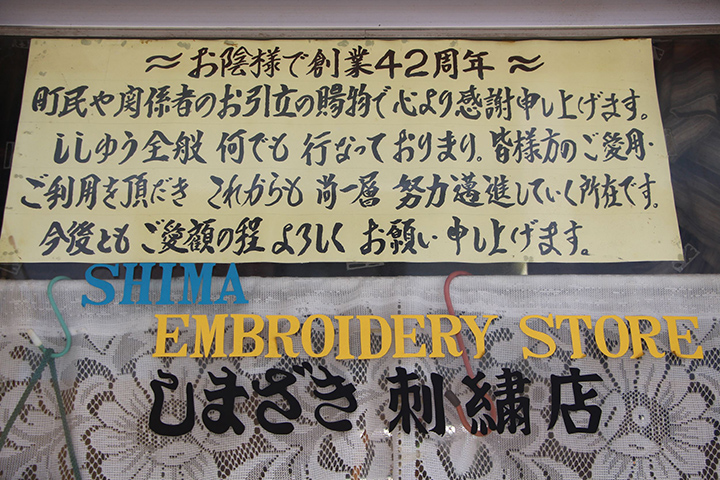 ～お陰様で創業42周年～
町民や関係者のお引立の賜物で心より感謝申し上げます。
ししゅう全般 何でも 行なっておりまり。皆様方のご愛用・
ご利用を頂だき これからも 尚一層 努力邁進していく所在です。
今後とも ご愛顧の程 よろしく お願い 申し上げます。
SHIMA
EMBROIDERY STORE
しまざき刺繍店